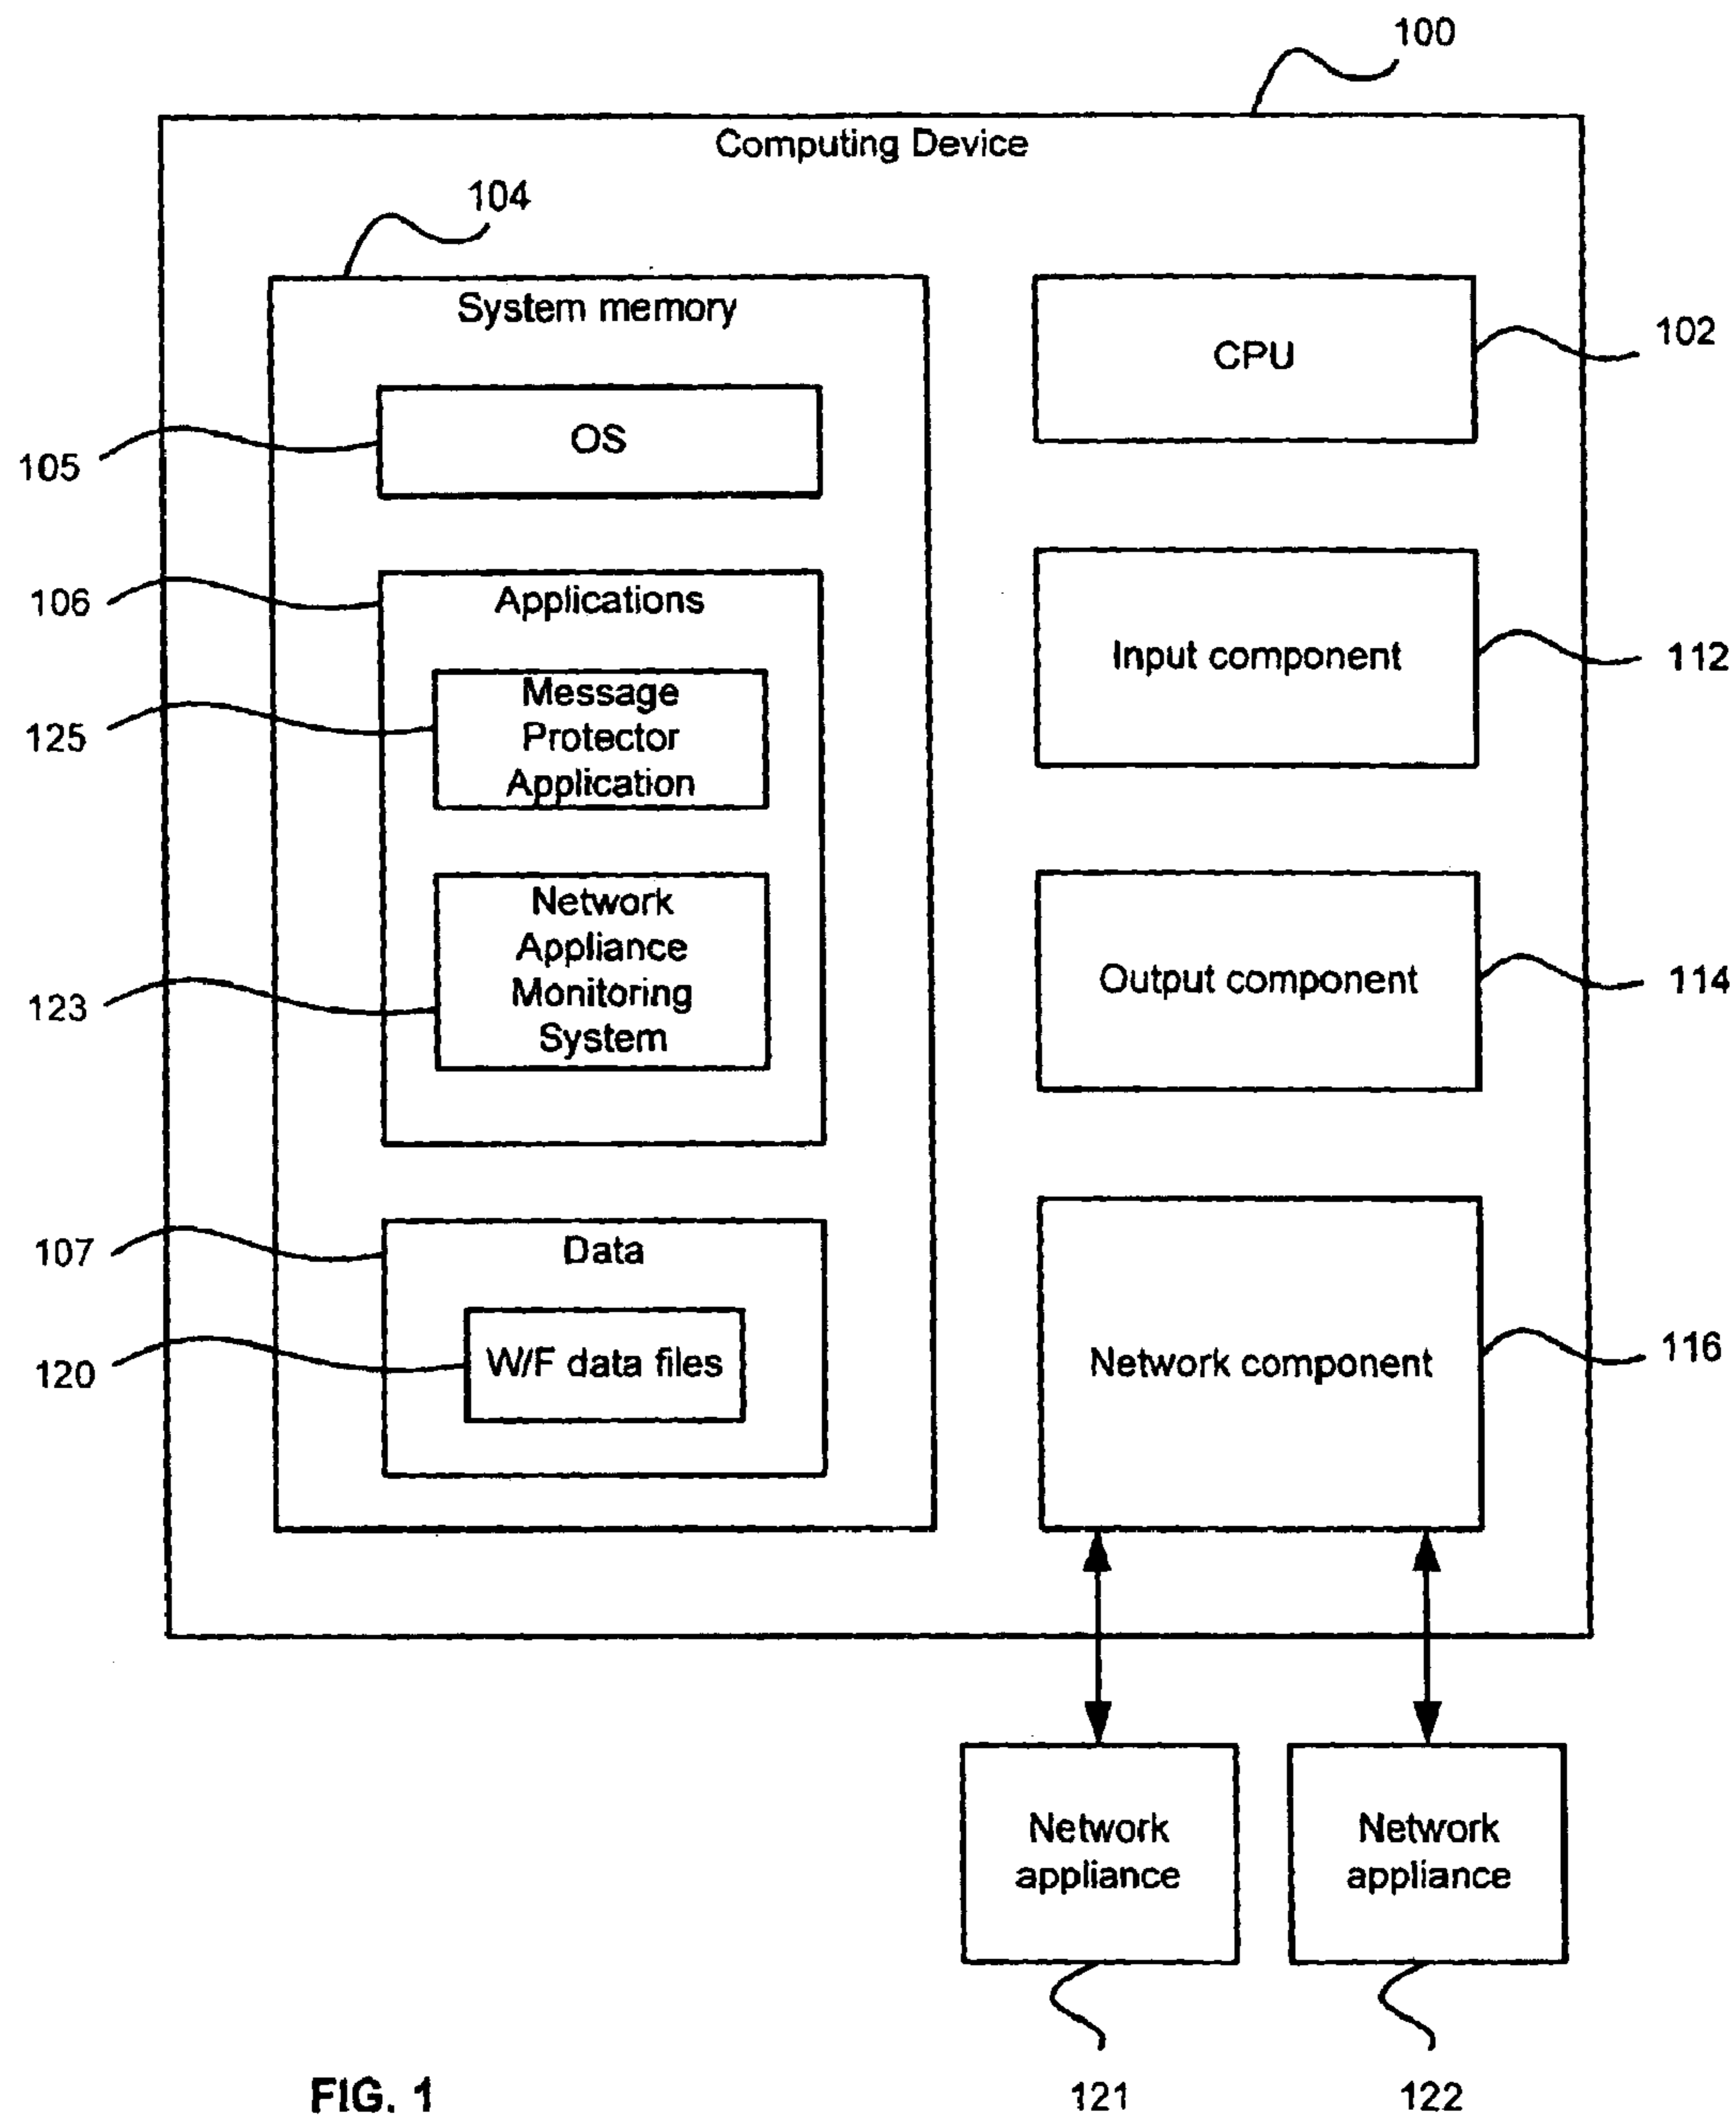 100
Computing Device
104
System memory
CPU
102
OS
105
Applications
106
Input component
112
Message
Protector
Application
125
Network
Appliance
Monitoring
System
123
Output component
114
Data
107
W/F data files
120
Network component
116
Network
appliance
Network
appliance
121
122
FIG. 1